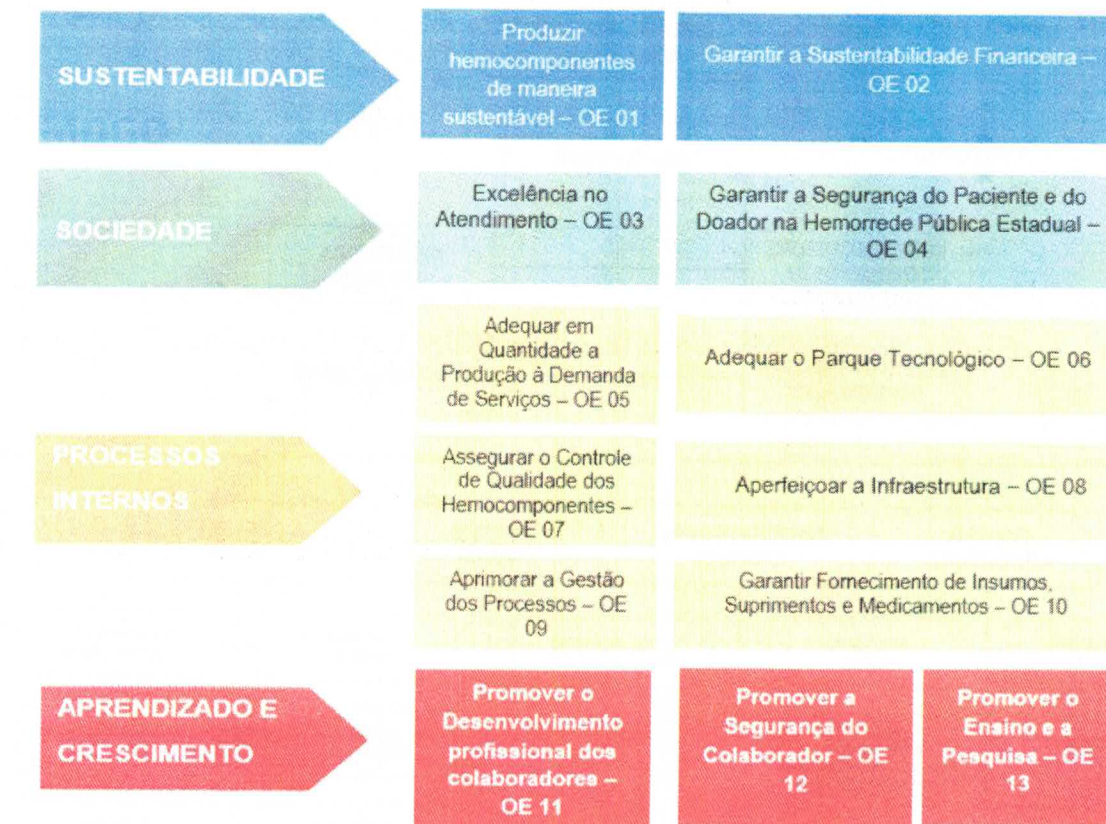 SUSTENTABILIDADE
Produzir
hemocomponentes
de maneira
sustentável – OE 01
Garantir a Sustentabilidade Financeira –
OE 02
SOCIEDADE
Excelência no
Atendimento – OE 03
Garantir a Segurança do Paciente e do
Doador na Hemorrede Pública Estadual –
OE 04
PROCESSOS
INTERNOS
Adequar em
Quantidade a
Produção à Demanda
de Serviços – OE 05
Adequar o Parque Tecnológico – OE 06
Assegurar o Controle
de Qualidade dos
Hemocomponentes –
OE 07
Aperfeiçoar a Infraestrutura – OE 08
Aprimorar a Gestão
dos Processos – OE
09
Garantir Fornecimento de Insumos,
Suprimentos e Medicamentos – OE 10
APRENDIZADO E
CRESCIMENTO
Promover o
Desenvolvimento
profissional dos
colaboradores –
OE 11
Promover a
Segurança do
Colaborador – OE
12
Promover o
Ensino e a
Pesquisa – OE
13